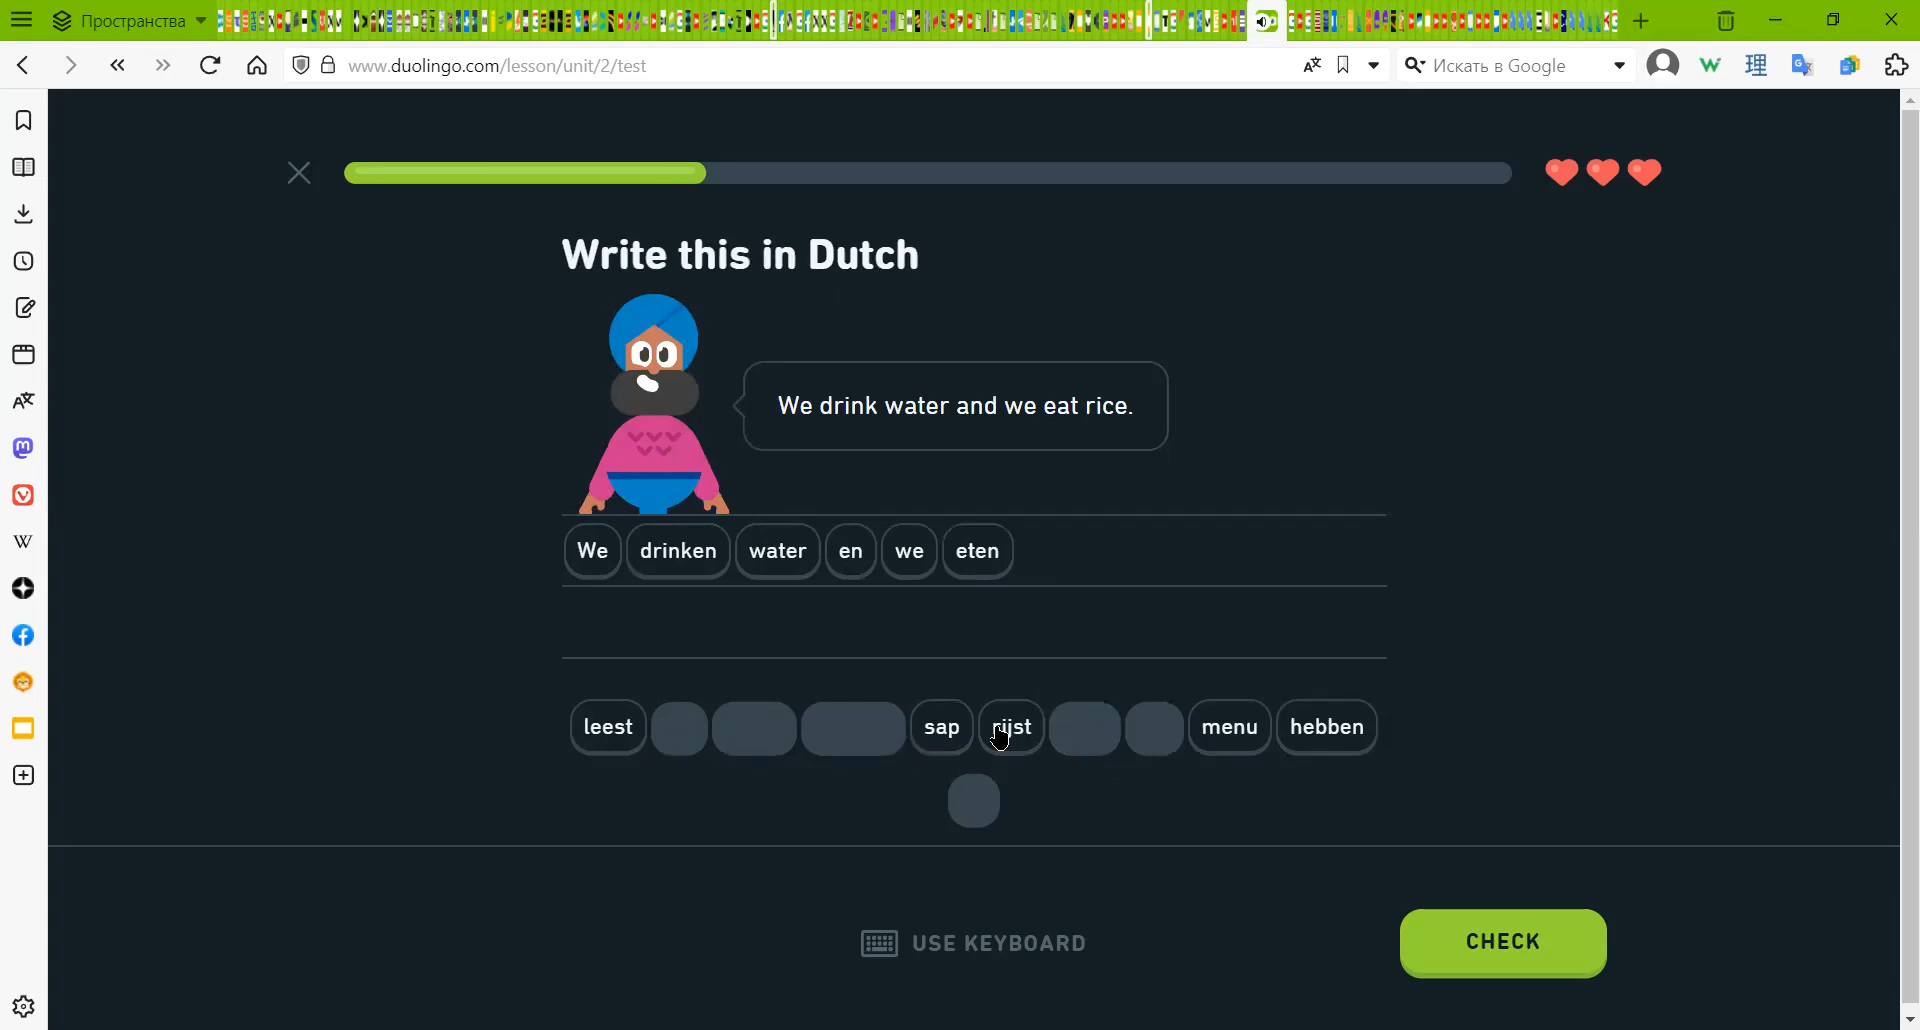 Пространства
www.duolingo.com/lesson/unit/2/test
Искать в Google
Write this in Dutch
We drink water and we eat rice.
We drinken water en we eten
leest sap rijst menu hebben
USE KEYBOARD
CHECK